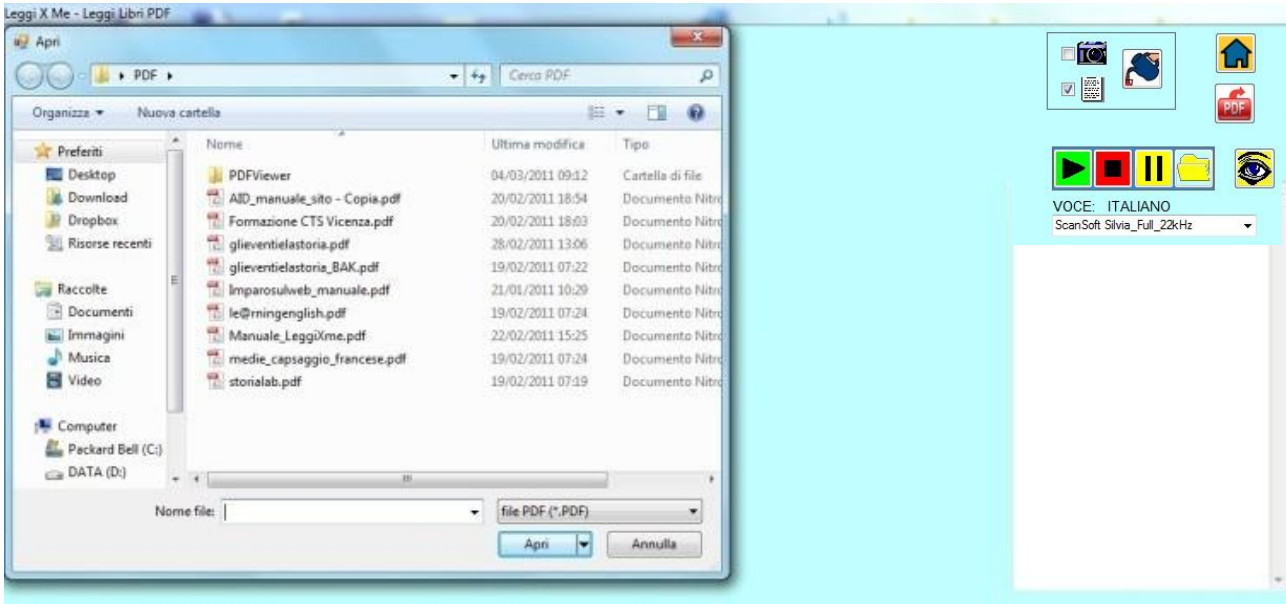 Leggi X Me - Leggi Libri PDF
Apri
PDF
Cerca PDF
Organizza
Nuova cartella
Nome Ultima modifica Tipo
Preferiti
Desktop
Download
Dropbox
Risorse recenti
Raccolte
Documenti
Immagini
Musica
Video
Computer
Packard Bell (C:)
DATA (D:)
PDFViewer 04/03/2011 09:12 Cartella di file
AID_manuale_sito - Copia.pdf 20/02/2011 18:54 Documento Nitro
Formazione CTS Vicenza.pdf 20/02/2011 18:03 Documento Nitro
glieventielastoria.pdf 28/02/2011 13:06 Documento Nitro
glieventielastoria_BAK.pdf 19/02/2011 07:22 Documento Nitro
Imparosulweb_manuale.pdf 21/01/2011 10:29 Documento Nitro
le@rningenglish.pdf 19/02/2011 07:24 Documento Nitro
Manuale_LeggiXme.pdf 22/02/2011 15:25 Documento Nitro
medie_capsaggio_francese.pdf 19/02/2011 07:24 Documento Nitro
storialab.pdf 19/02/2011 07:19 Documento Nitro
Nome file:
file PDF (*.PDF)
Apri
Annulla
PDF
VOCE: ITALIANO
ScanSoft Silvia_Full_22kHz